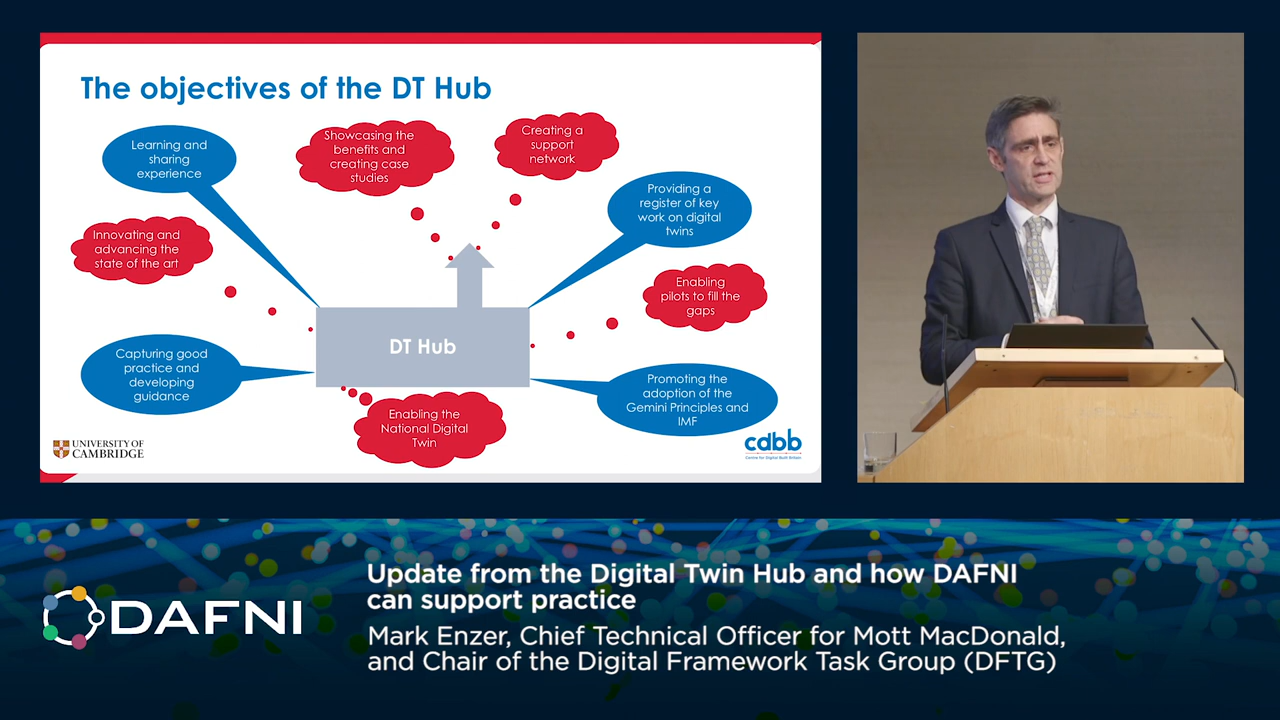 The objectives of the DT Hub
Learning and
sharing
experience
Showcasing the
benefits and
creating case
studies
Creating a
support
network
Providing a
register of key
work on digital
twins
Innovating and
advancing the
state of the art
Enabling
pilots to fill the
gaps
DT Hub
Capturing good
practice and
developing
guidance
Promoting the
adoption of the
Gemini Principles and
IMF
Enabling the
National Digital
Twin
UNIVERSITY OF
CAMBRIDGE
cdbb
Centre for Digital Built Britain
DAFNI
Update from the Digital Twin Hub and how DAFNI
can support practice
Mark Enzer, Chief Technical Officer for Mott MacDonald,
and Chair of the Digital Framework Task Group (DFTG)